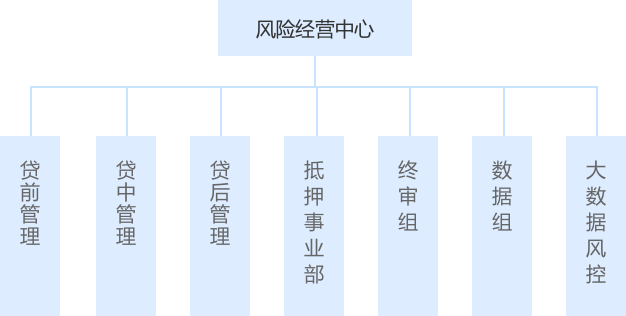 风险经营中心
贷前管理
贷中管理
贷后管理
抵押事业部
终审组
数据组
大数据风控